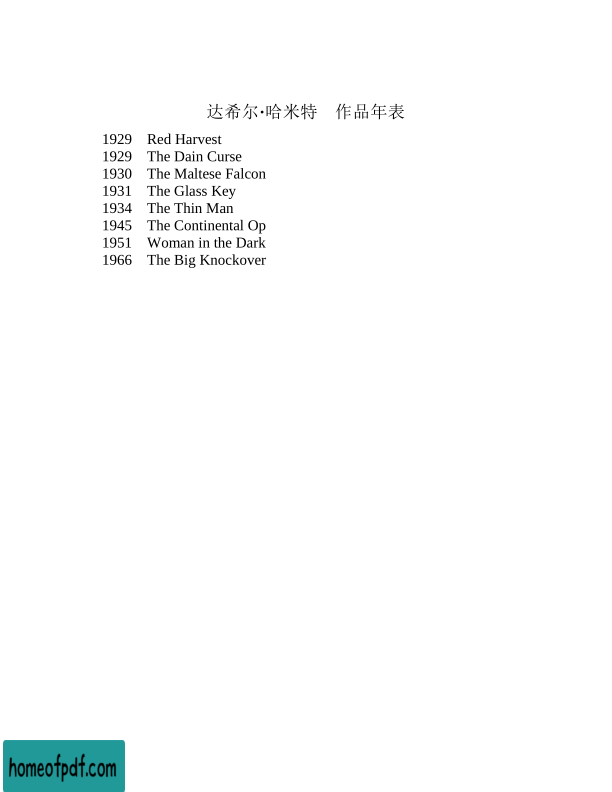 达希尔·哈米特　作品年表
1929 Red Harvest
1929 The Dain Curse
1930 The Maltese Falcon
1931 The Glass Key
1934 The Thin Man
1945 The Continental Op
1951 Woman in the Dark
1966 The Big Knockover
homeofpdf.com